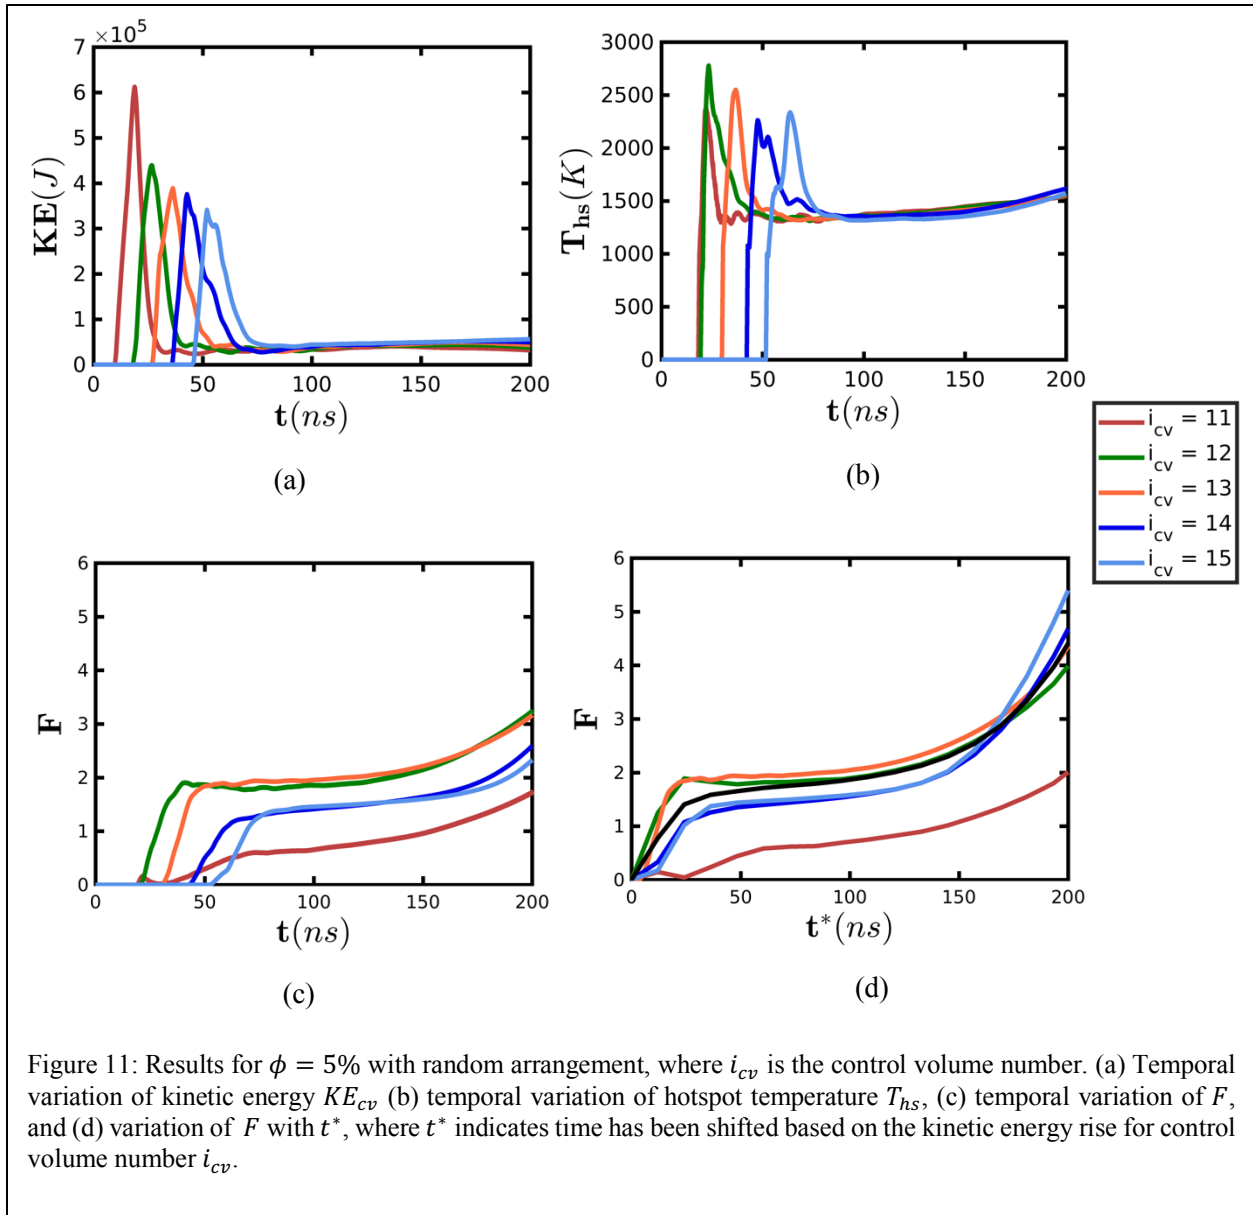 ×10⁵
7
6
5
4
3
2
1
0
KE(J)
0 50 100 150 200
t(ns)
(a)
3000
2500
2000
1500
1000
500
0
T_hs(K)
0 50 100 150 200
t(ns)
(b)
i_cv = 11
i_cv = 12
i_cv = 13
i_cv = 14
i_cv = 15
6
5
4
3
2
1
0
F
0 50 100 150 200
t(ns)
(c)
6
5
4
3
2
1
0
F
50 100 150 200
t*(ns)
(d)
Figure 11: Results for ϕ = 5% with random arrangement, where i_cv is the control volume number. (a) Temporal
variation of kinetic energy KE_cv (b) temporal variation of hotspot temperature T_hs, (c) temporal variation of F,
and (d) variation of F with t*, where t* indicates time has been shifted based on the kinetic energy rise for control
volume number i_cv.